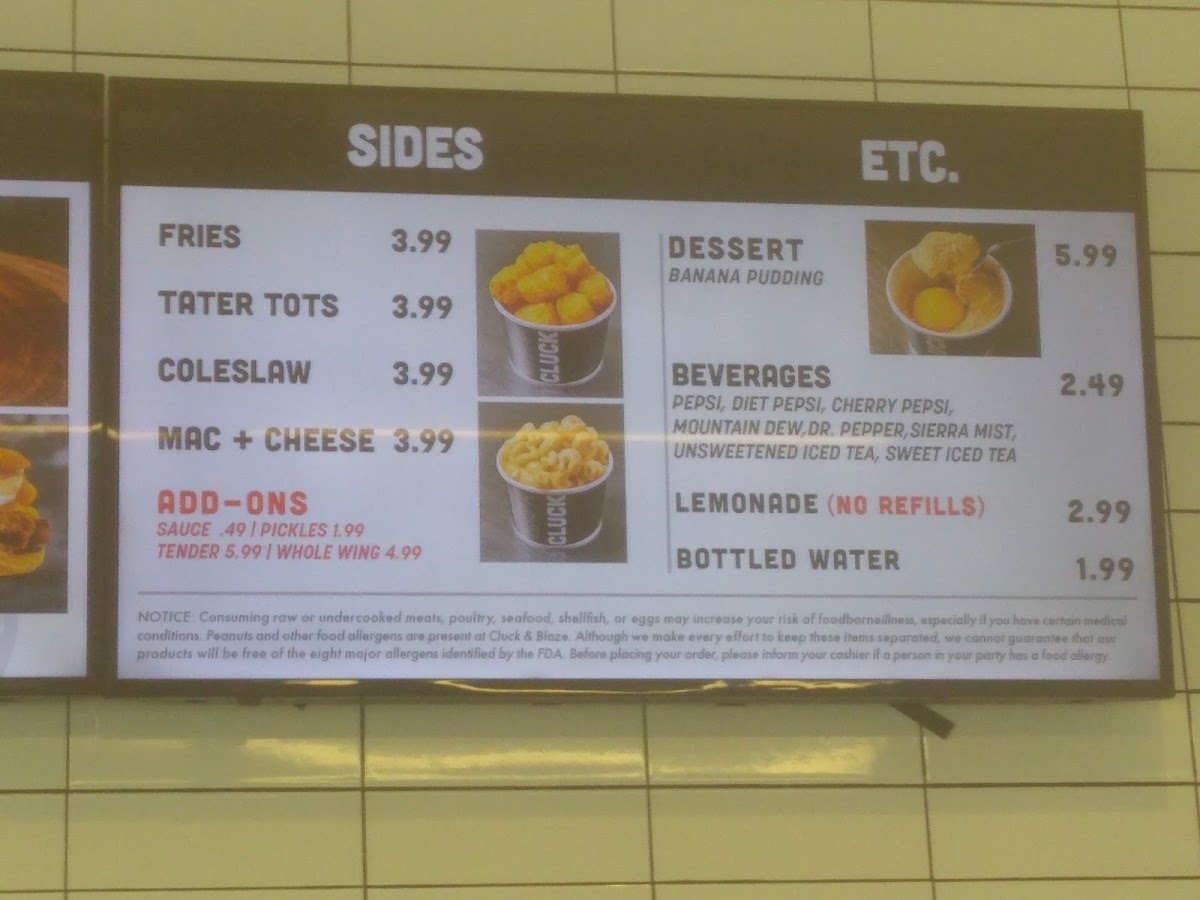 SIDES
FRIES 3.99
TATER TOTS 3.99
COLESLAW 3.99
MAC + CHEESE 3.99
ADD-ONS
SAUCE .49 | PICKLES 1.99
TENDER 5.99 | WHOLE WING 4.99
CLUCK
CLUCK
ETC.
DESSERT 5.99
BANANA PUDDING
BEVERAGES 2.49
PEPSI, DIET PEPSI, CHERRY PEPSI,
MOUNTAIN DEW, DR. PEPPER, SIERRA MIST,
UNSWEETENED ICED TEA, SWEET ICED TEA
LEMONADE (NO REFILLS) 2.99
BOTTLED WATER 1.99
NOTICE: Consuming raw or undercooked meats, poultry, seafood, shellfish, or eggs may increase your risk of foodborneillness, especially if you have certain medical
conditions. Peanuts and other food allergens are present at Cluck & Blaze. Although we make every effort to keep these items separated, we cannot guarantee that our
products will be free of the eight major allergens identified by the FDA. Before placing your order, please inform your cashier if a person in your party has a food allergy.